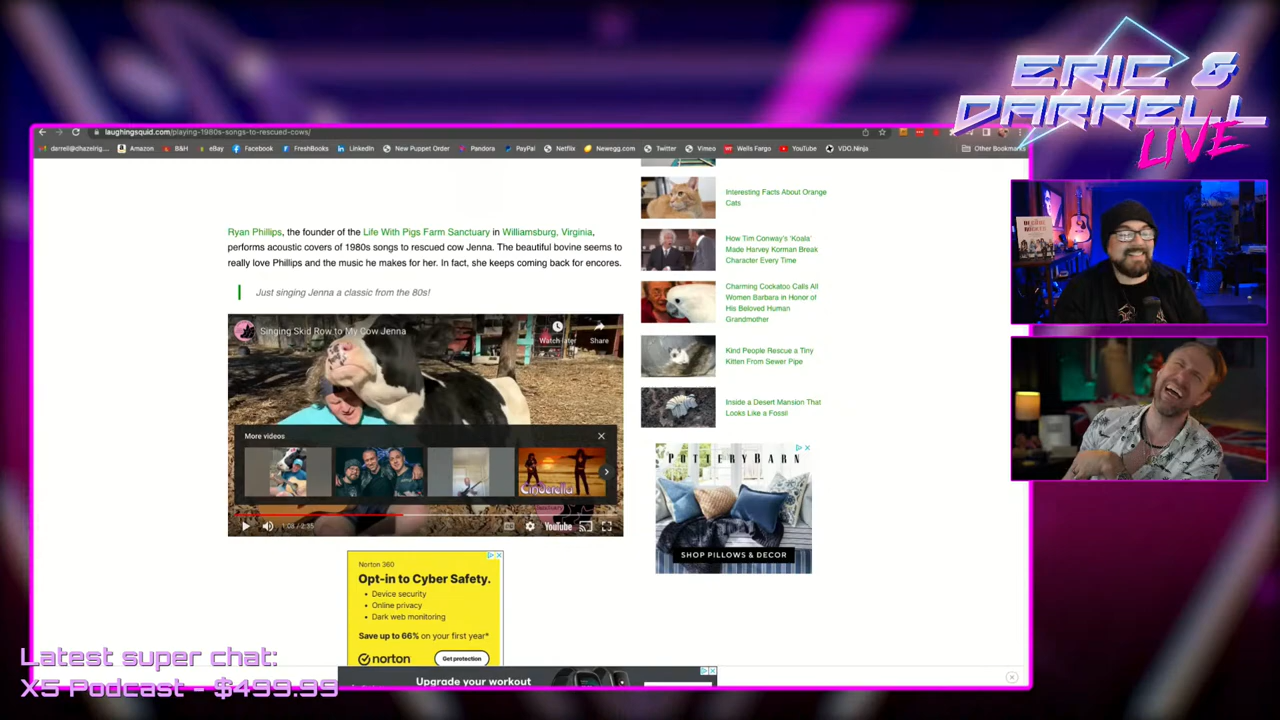 ERIC &
DARRELL
LIVE
laughingsquid.com/playing-1980s-songs-to-rescued-cows/
darrell@dhazelrig... Amazon B&H eBay Facebook FreshBooks LinkedIn New Puppet Order Pandora PayPal Netflix Newegg.com Twitter Vimeo Wells Fargo YouTube VDO.Ninja Other Bookmarks
Ryan Phillips, the founder of the Life With Pigs Farm Sanctuary in Williamsburg, Virginia,
performs acoustic covers of 1980s songs to rescued cow Jenna. The beautiful bovine seems to
really love Phillips and the music he makes for her. In fact, she keeps coming back for encores.
Just singing Jenna a classic from the 80s!
Singing Skid Row to My Cow Jenna
Watch later Share
More videos
Cinderella
1:08 / 2:35
YouTube
Interesting Facts About Orange
Cats
How Tim Conway's 'Koala'
Made Harvey Korman Break
Character Every Time
Charming Cockatoo Calls All
Women Barbara in Honor of
His Beloved Human
Grandmother
Kind People Rescue a Tiny
Kitten From Sewer Pipe
Inside a Desert Mansion That
Looks Like a Fossil
POTTERY BARN
SHOP PILLOWS & DECOR
Norton 360
Opt-in to Cyber Safety.
• Device security
• Online privacy
• Dark web monitoring
Save up to 66% on your first year*
norton
Get protection
Upgrade your workout
Latest super chat:
X5 Podcast - $499.99